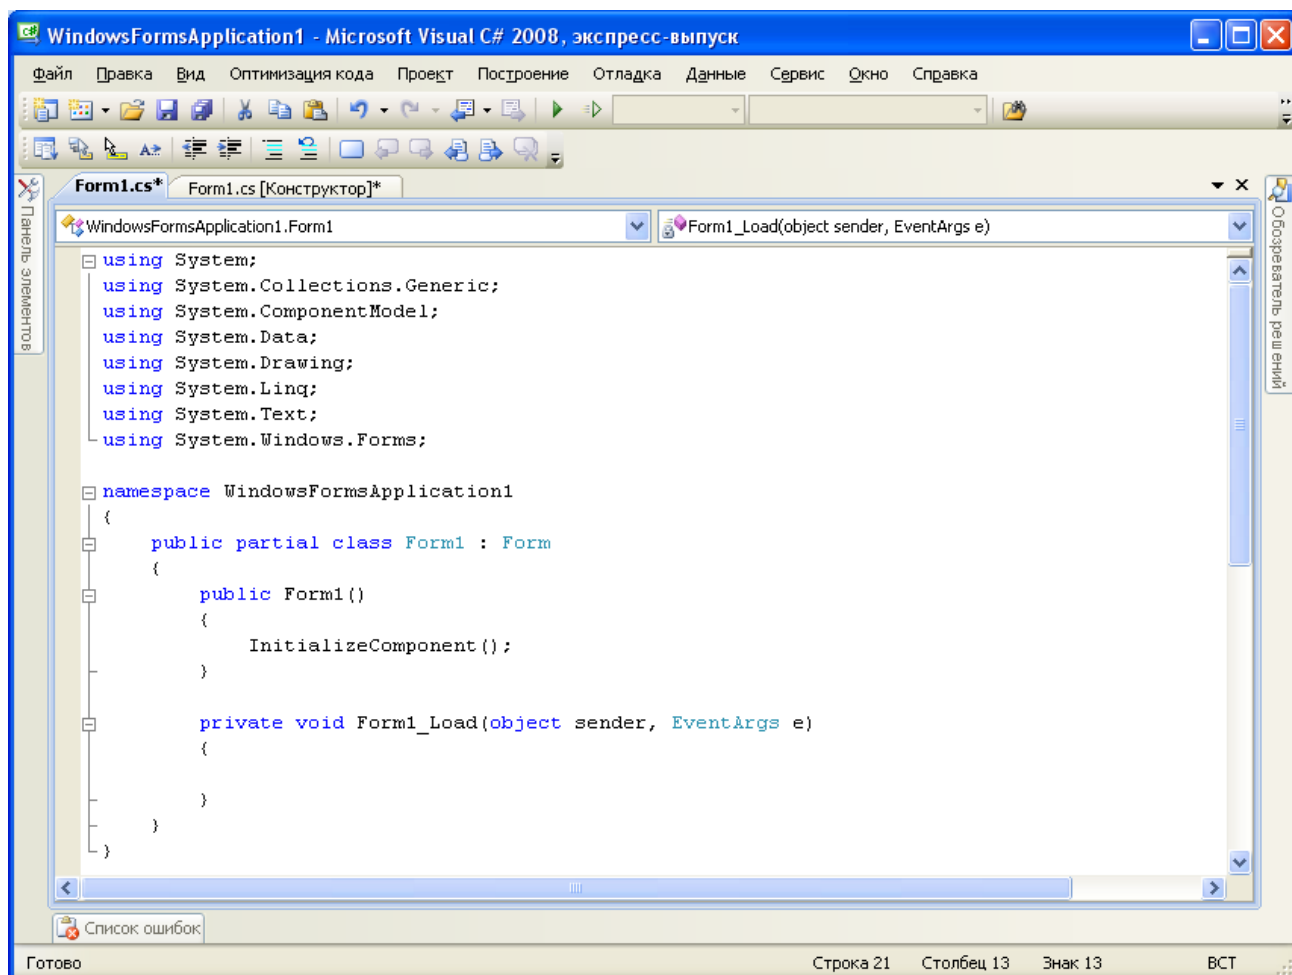 WindowsFormsApplication1 - Microsoft Visual C# 2008, экспресс-выпуск
Файл Правка Вид Оптимизация кода Проект Построение Отладка Данные Сервис Окно Справка
Form1.cs* Form1.cs [Конструктор]*
Панель элементов
Обозреватель решений
WindowsFormsApplication1.Form1 Form1_Load(object sender, EventArgs e)
using System;
using System.Collections.Generic;
using System.ComponentModel;
using System.Data;
using System.Drawing;
using System.Linq;
using System.Text;
using System.Windows.Forms;
namespace WindowsFormsApplication1
{
public partial class Form1 : Form
{
public Form1()
{
InitializeComponent();
}
private void Form1_Load(object sender, EventArgs e)
{
}
}
}
Список ошибок
Готово Строка 21 Столбец 13 Знак 13 ВСТ